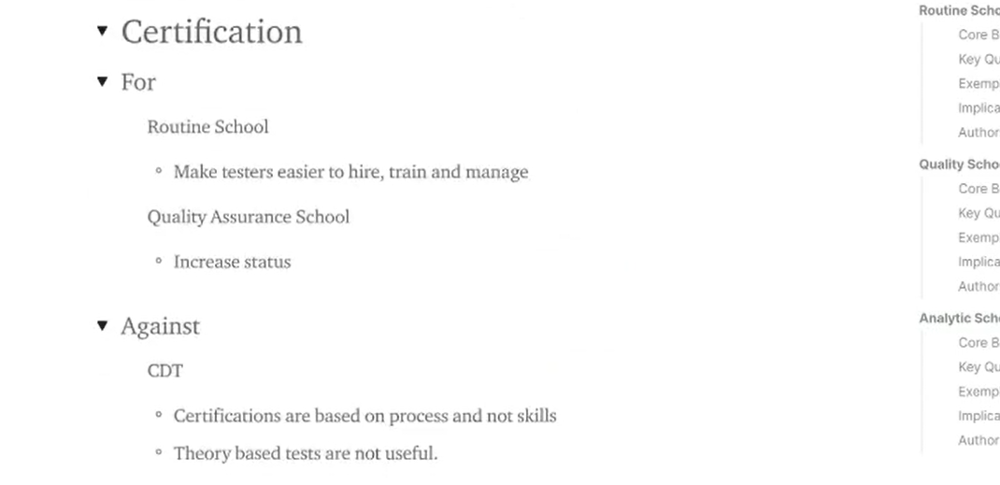 Certification
For
Routine School
Make testers easier to hire, train and manage
Quality Assurance School
Increase status
Against
CDT
Certifications are based on process and not skills
Theory based tests are not useful.
Routine Scho
Core B
Key Qu
Exemp
Implica
Author
Quality Scho
Core B
Key Qu
Exemp
Implica
Author
Analytic Sch
Core B
Key Qu
Exemp
Implica
Author